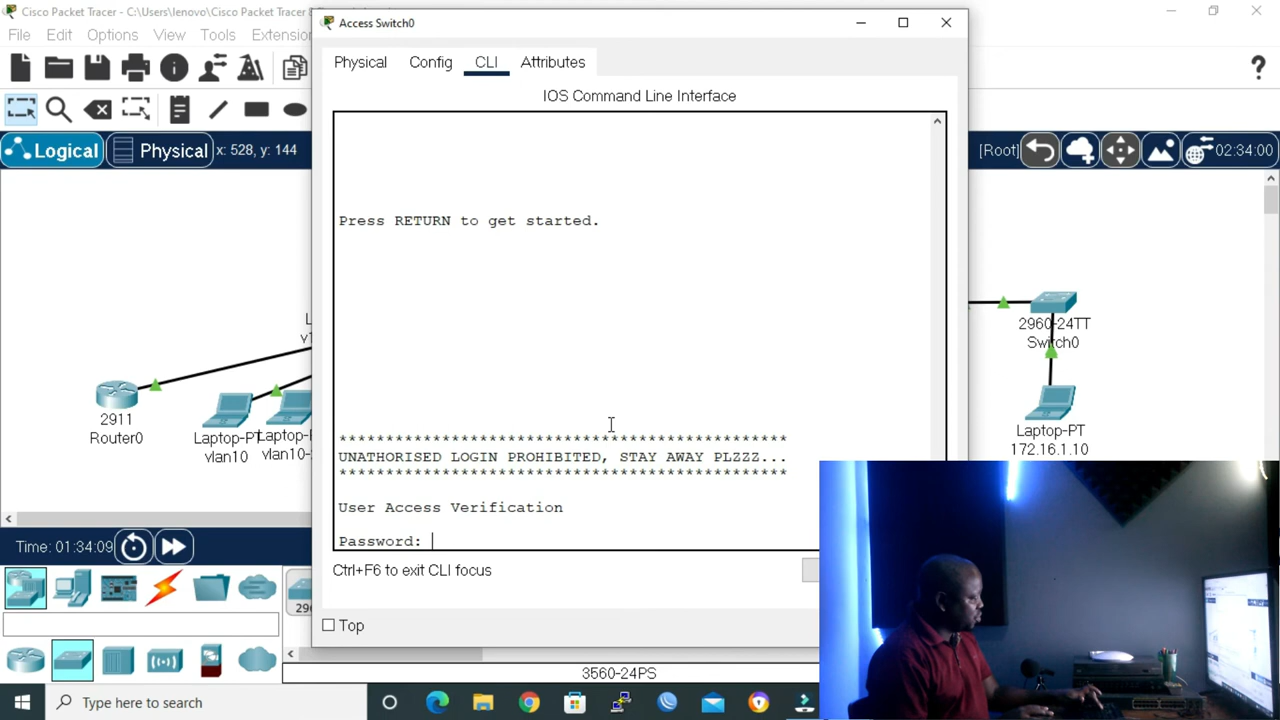 Cisco Packet Tracer - C:\Users\lenovo\Cisco Packet Tracer
Access Switch0
File Edit Options View Tools Extensions
Physical Config CLI Attributes
IOS Command Line Interface
Logical Physical x: 528, y: 144
[Root] 02:34:00
Press RETURN to get started.
*************************************************
UNATHORISED LOGIN PROHIBITED, STAY AWAY PLZZZ...
*************************************************
User Access Verification
Password:
Ctrl+F6 to exit CLI focus
Top
2911
Router0
Laptop-PT
vlan10
Laptop-P
vlan10-
2960-24TT
Switch0
Laptop-PT
172.16.1.10
Time: 01:34:09
3560-24PS
Type here to search